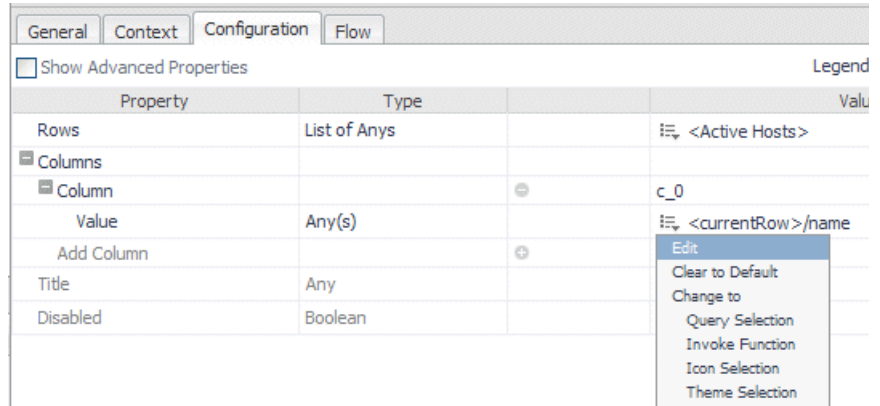 General Context Configuration Flow
Show Advanced Properties Legend
Property Type Valu
Rows List of Anys <Active Hosts>
Columns
Column c_0
Value Any(s) <currentRow>/name
Add Column
Edit
Clear to Default
Title Any
Change to
Disabled Boolean
Query Selection
Invoke Function
Icon Selection
Theme Selection